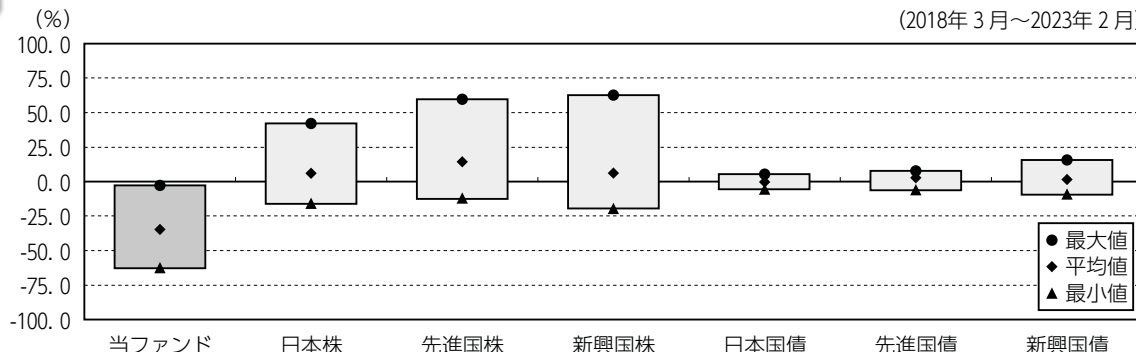 (%)
(2018年3月～2023年2月)
100.0
75.0
50.0
25.0
0.0
-25.0
-50.0
-75.0
-100.0
● 最大値
◆ 平均値
▲ 最小値
当ファンド 日本株 先進国株 新興国株 日本国債 先進国債 新興国債